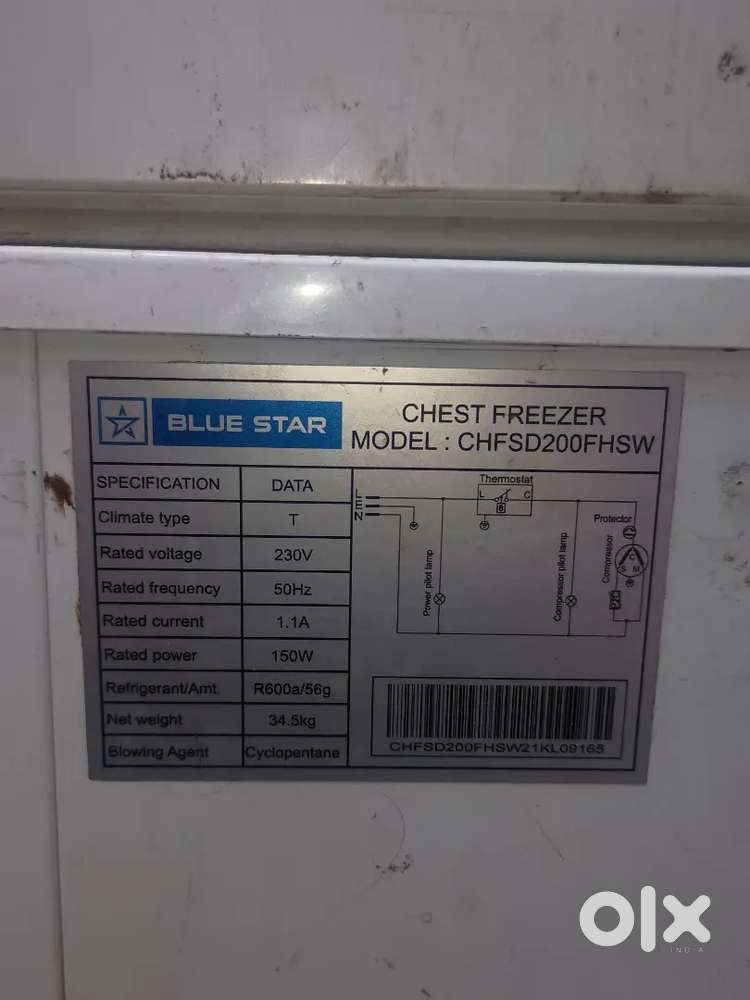 BLUE STAR
CHEST FREEZER
MODEL : CHFSD200FHSW
SPECIFICATION DATA
Climate type T
Rated voltage 230V
Rated frequency 50Hz
Rated current 1.1A
Rated power 150W
Refrigerant/Amt. R600a/56g
Net weight 34.5kg
Blowing Agent Cyclopentane
Thermostat
L C
θ
L
E
N
Power pilot lamp
Compressor pilot lamp
Protector
Compressor
C
S M
CHFSD200FHSW21KL09165
olx
INDIA